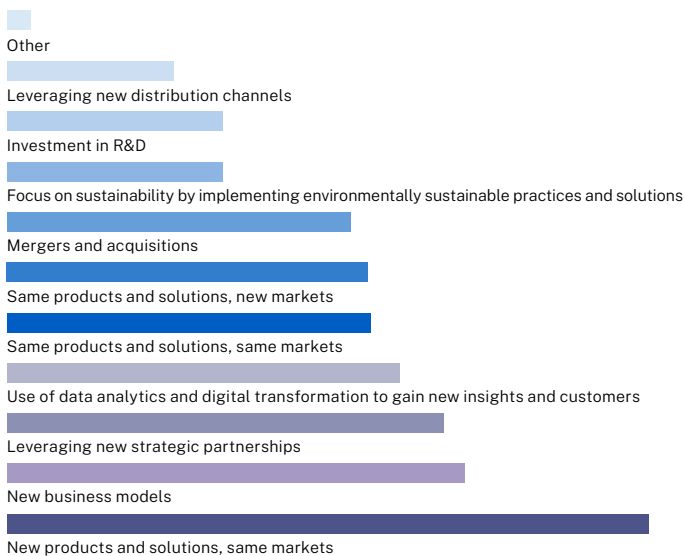 Other
Leveraging new distribution channels
Investment in R&D
Focus on sustainability by implementing environmentally sustainable practices and solutions
Mergers and acquisitions
Same products and solutions, new markets
Same products and solutions, same markets
Use of data analytics and digital transformation to gain new insights and customers
Leveraging new strategic partnerships
New business models
New products and solutions, same markets